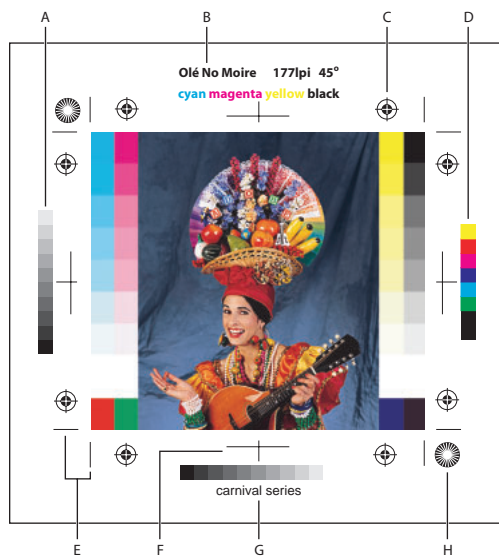 A B C D
Olé No Moire 177lpi 45°
cyan magenta yellow black
carnival series
E F G H